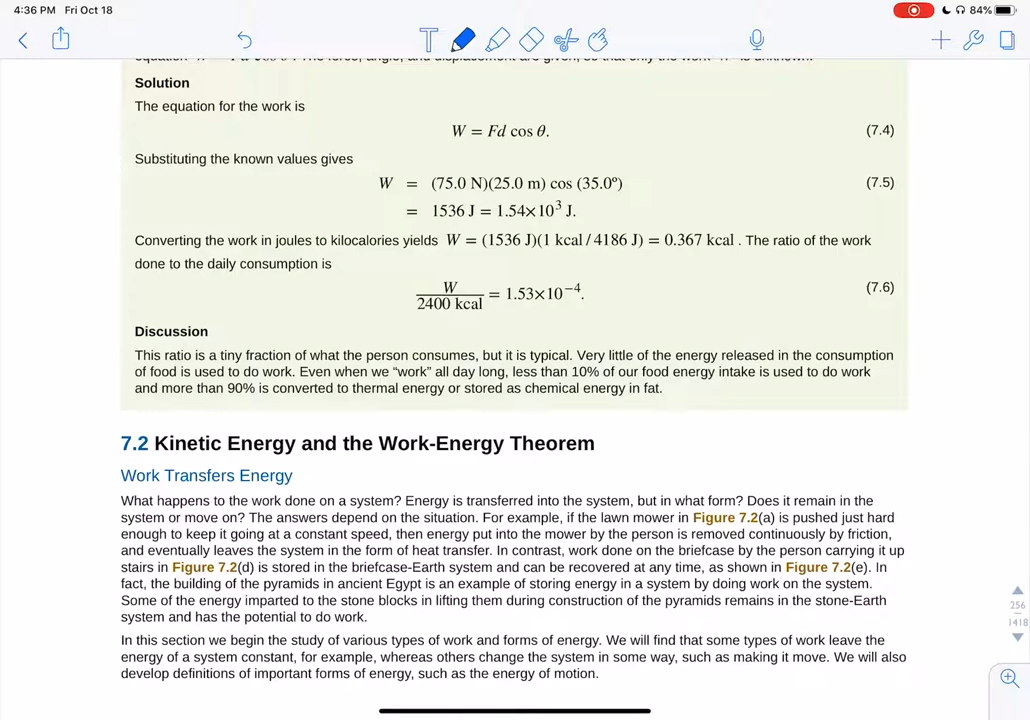 4:36 PM Fri Oct 18
84%
T
equation W = Fd cos θ. The force, angle, and displacement are given, so that only the work W is unknown.
Solution
The equation for the work is
W = Fd cos θ. (7.4)
Substituting the known values gives
W = (75.0 N)(25.0 m) cos (35.0º) (7.5)
= 1536 J = 1.54×10³ J.
Converting the work in joules to kilocalories yields W = (1536 J)(1 kcal / 4186 J) = 0.367 kcal . The ratio of the work
done to the daily consumption is
W / 2400 kcal = 1.53×10⁻⁴. (7.6)
Discussion
This ratio is a tiny fraction of what the person consumes, but it is typical. Very little of the energy released in the consumption
of food is used to do work. Even when we “work” all day long, less than 10% of our food energy intake is used to do work
and more than 90% is converted to thermal energy or stored as chemical energy in fat.
7.2 Kinetic Energy and the Work-Energy Theorem
Work Transfers Energy
What happens to the work done on a system? Energy is transferred into the system, but in what form? Does it remain in the
system or move on? The answers depend on the situation. For example, if the lawn mower in Figure 7.2(a) is pushed just hard
enough to keep it going at a constant speed, then energy put into the mower by the person is removed continuously by friction,
and eventually leaves the system in the form of heat transfer. In contrast, work done on the briefcase by the person carrying it up
stairs in Figure 7.2(d) is stored in the briefcase-Earth system and can be recovered at any time, as shown in Figure 7.2(e). In
fact, the building of the pyramids in ancient Egypt is an example of storing energy in a system by doing work on the system.
Some of the energy imparted to the stone blocks in lifting them during construction of the pyramids remains in the stone-Earth
system and has the potential to do work.
In this section we begin the study of various types of work and forms of energy. We will find that some types of work leave the
energy of a system constant, for example, whereas others change the system in some way, such as making it move. We will also
develop definitions of important forms of energy, such as the energy of motion.
256
1418